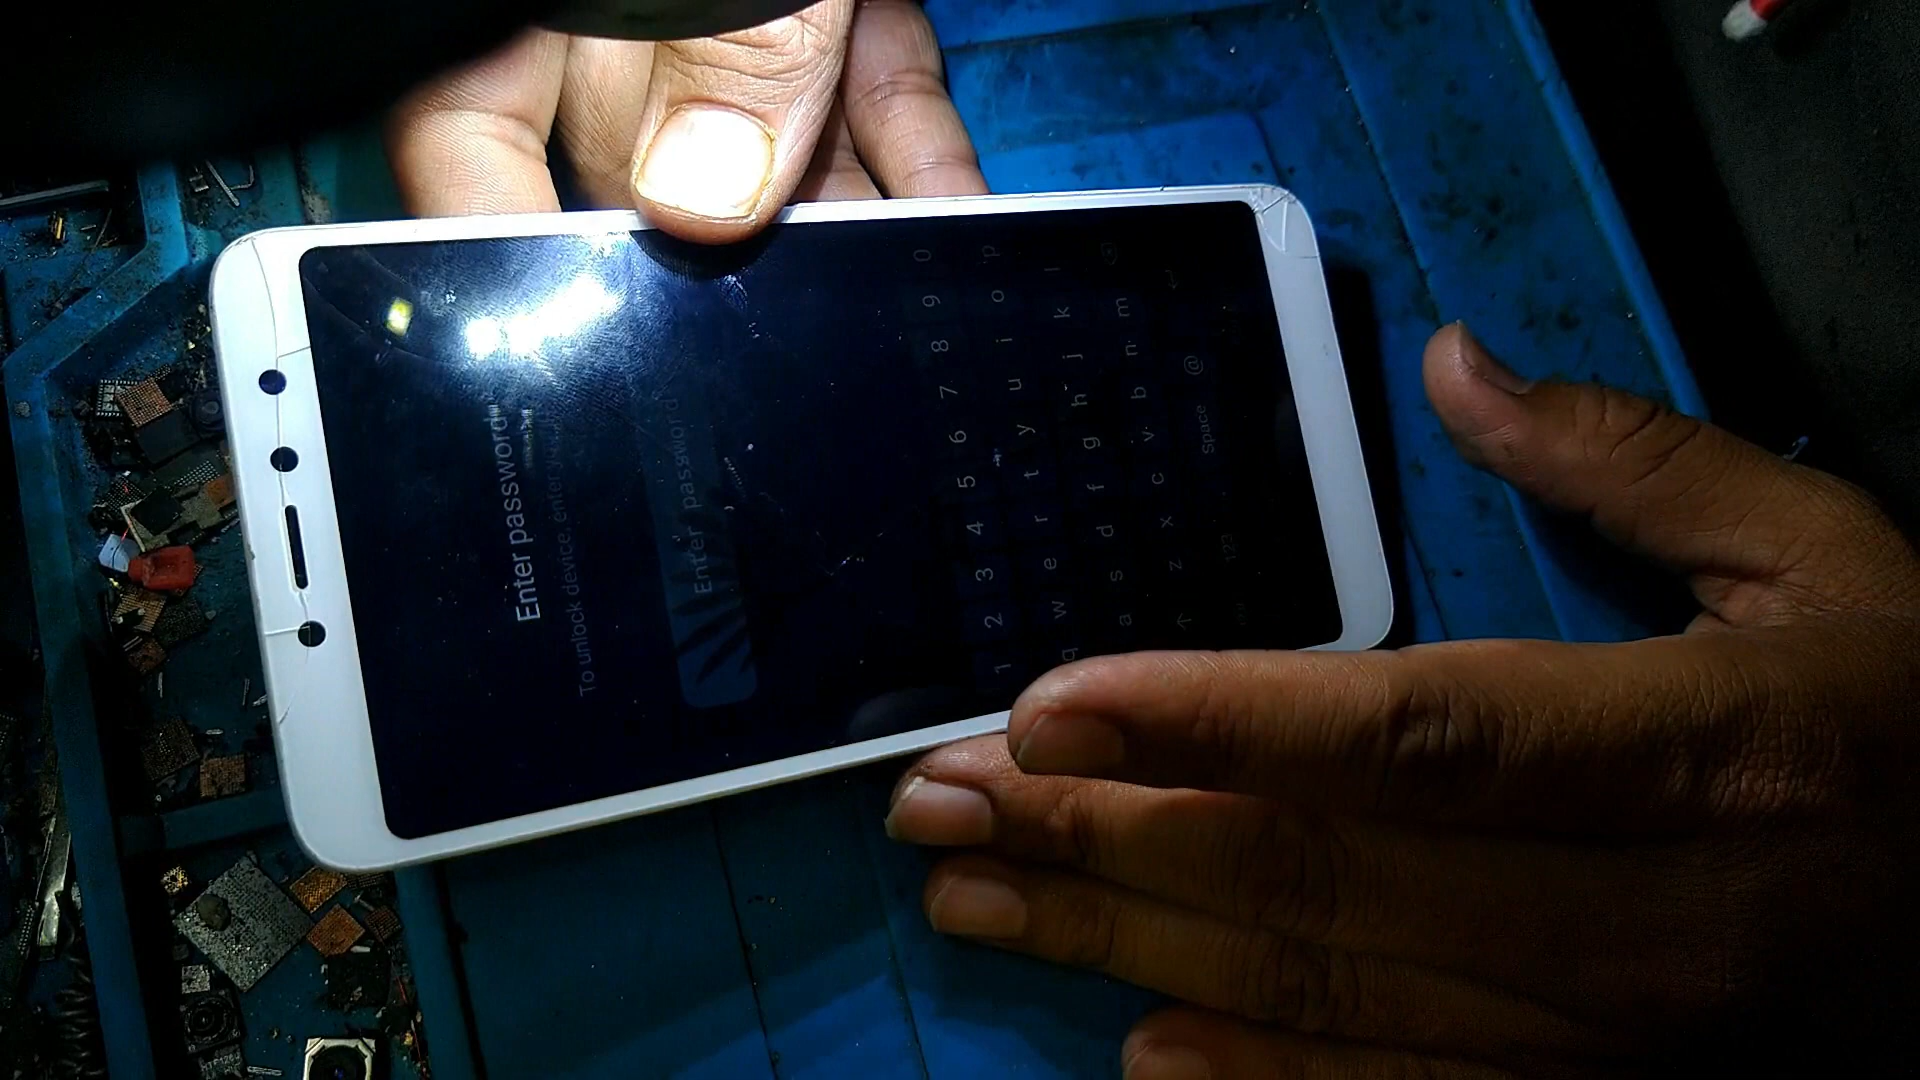 Enter password
To unlock device, enter
Enter password
1 2 3 4 5 6 7 8 9 0
q w e r t y u i o p
a s d f g h j k l
z x c v b n m
123 Space @